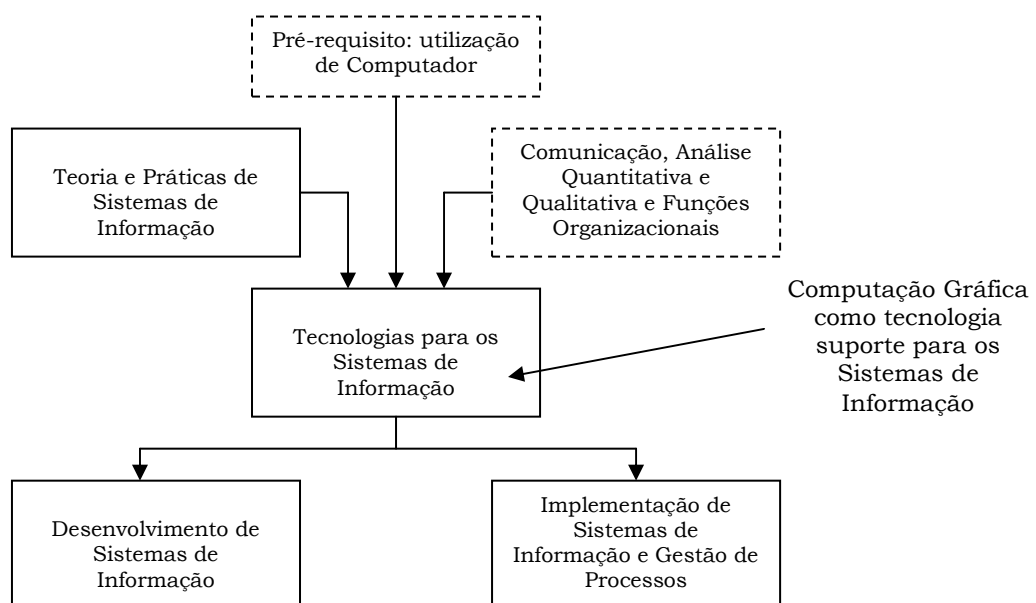 Pré-requisito: utilização
de Computador
Teoria e Práticas de
Sistemas de
Informação
Comunicação, Análise
Quantitativa e
Qualitativa e Funções
Organizacionais
Tecnologias para os
Sistemas de
Informação
Computação Gráfica
como tecnologia
suporte para os
Sistemas de
Informação
Desenvolvimento de
Sistemas de
Informação
Implementação de
Sistemas de
Informação e Gestão de
Processos